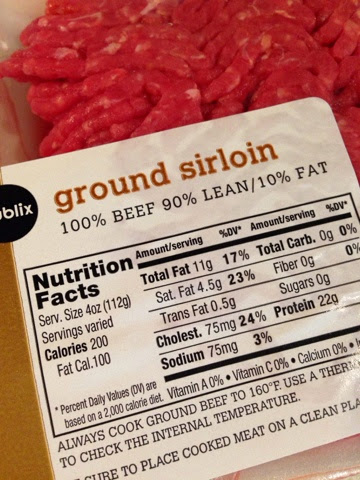 ublix
ground sirloin
100% BEEF 90% LEAN/10% FAT
Nutrition
Facts
Serv. Size 4oz (112g)
Servings varied
Calories 200
Fat Cal.100
* Percent Daily Values (DV) are
based on a 2,000 calorie diet.
Amount/serving %DV* Amount/serving %DV*
Total Fat 11g 17% Total Carb. 0g 0%
Sat. Fat 4.5g 23% Fiber 0g 0%
Trans Fat 0.5g Sugars 0g
Cholest. 75mg 24% Protein 22g
Sodium 75mg 3%
Vitamin A 0% • Vitamin C 0% • Calcium 0% •
ALWAYS COOK GROUND BEEF TO 160°F. USE A
TO CHECK THE INTERNAL TEMPERATURE.
SURE TO PLACE COOKED MEAT ON A CLEAN